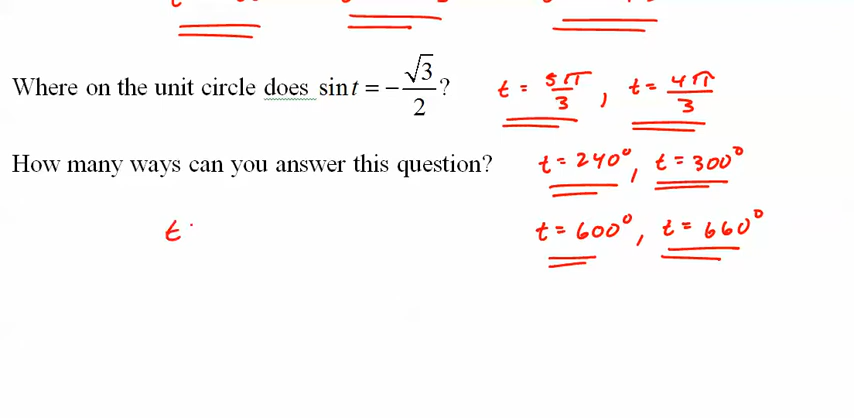 Where on the unit circle does sin t = -√3/2 ? t = 5π/3 , t = 4π/3
How many ways can you answer this question? t = 240°, t = 300°
t t = 600°, t = 660°